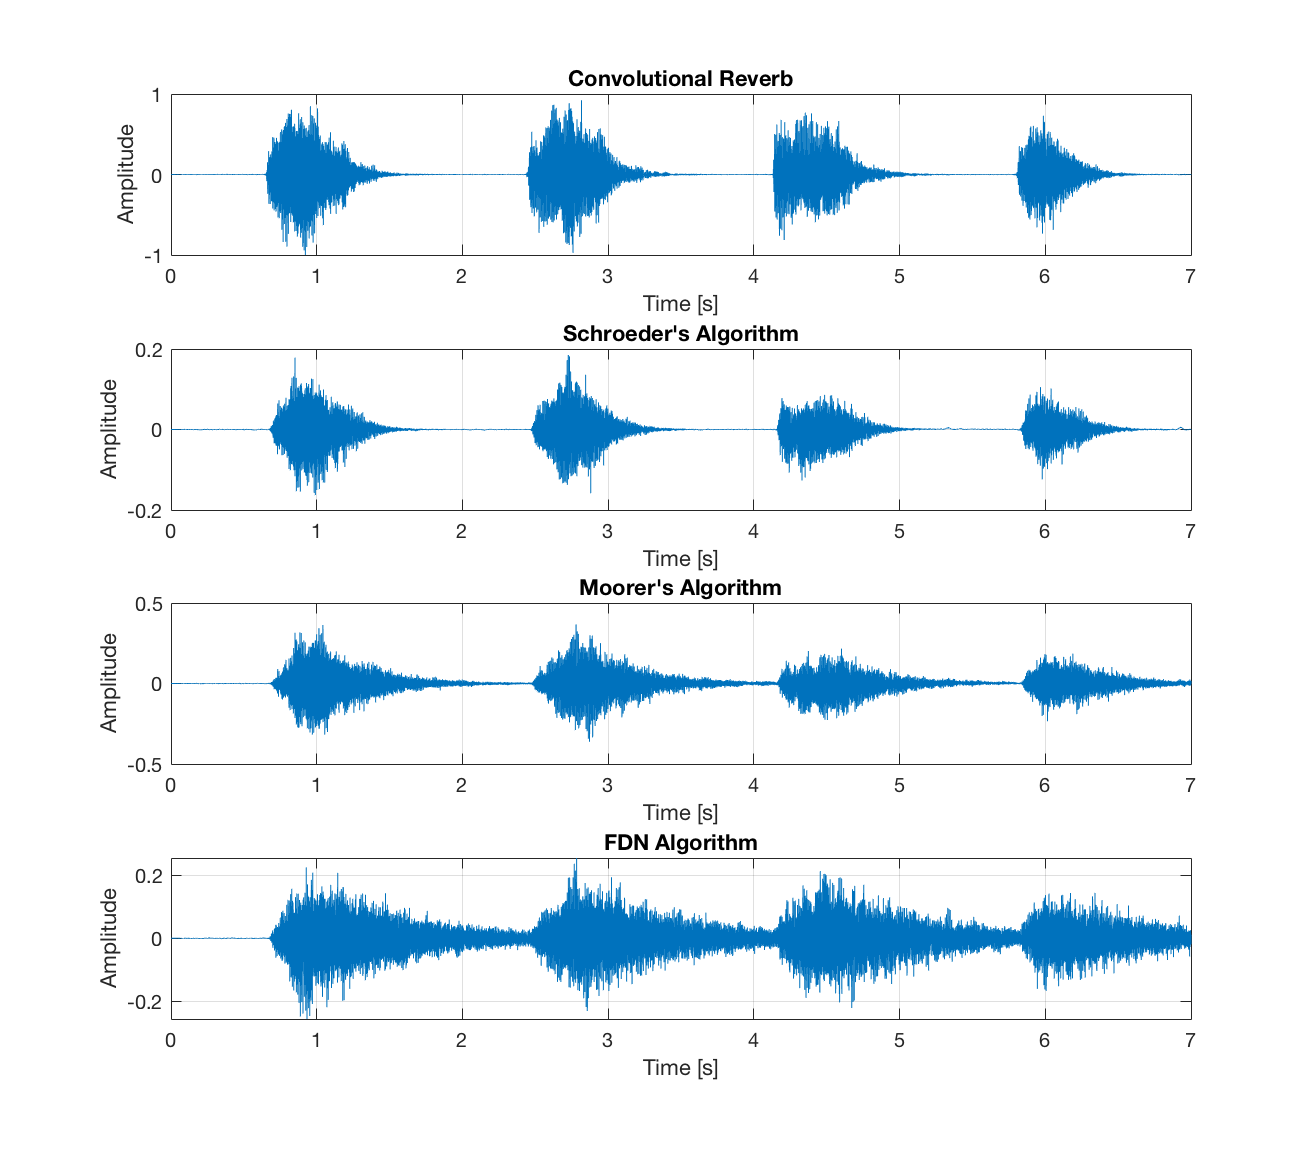 Convolutional Reverb
1
0
-1
Amplitude
0 1 2 3 4 5 6 7
Time [s]
Schroeder's Algorithm
0.2
0
-0.2
Amplitude
0 1 2 3 4 5 6 7
Time [s]
Moorer's Algorithm
0.5
0
-0.5
Amplitude
0 1 2 3 4 5 6 7
Time [s]
FDN Algorithm
0.2
0
-0.2
Amplitude
0 1 2 3 4 5 6 7
Time [s]